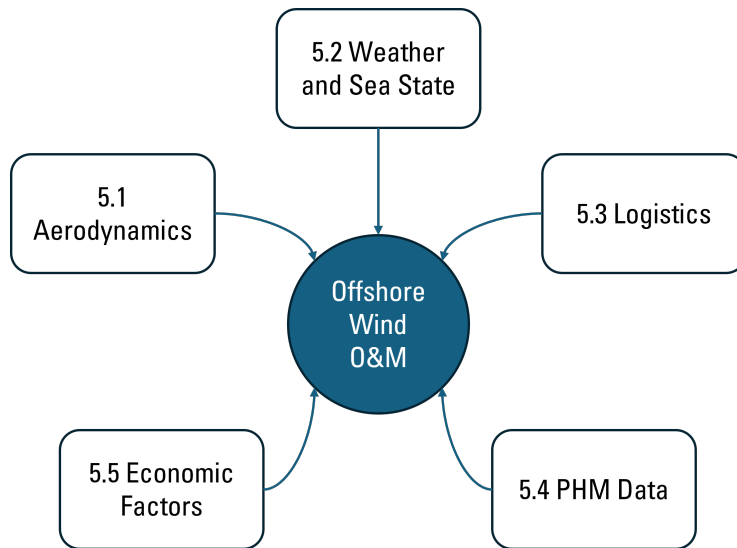 5.2 Weather
and Sea State
5.1
Aerodynamics
5.3 Logistics
Offshore
Wind
O&M
5.5 Economic
Factors
5.4 PHM Data